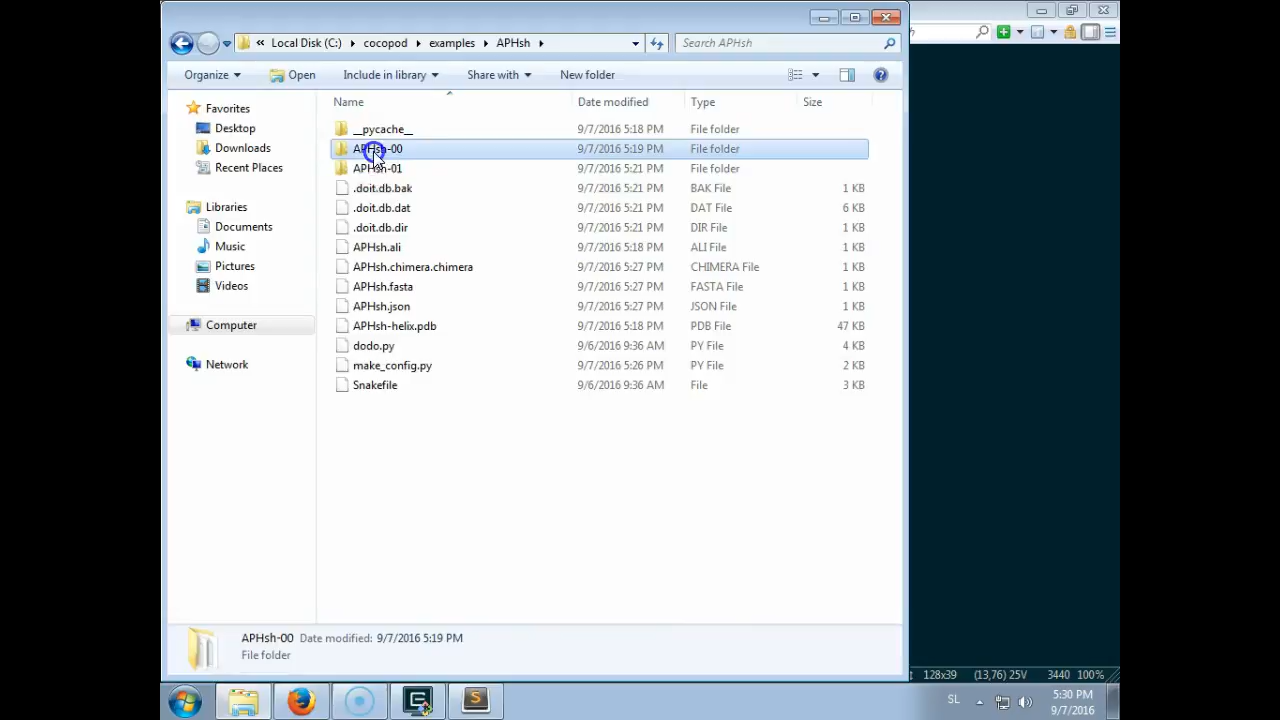 « Local Disk (C:) cocopod examples APHsh
Search APHsh
Organize Open Include in library Share with New folder
Name Date modified Type Size
Favorites
Desktop
Downloads
Recent Places
Libraries
Documents
Music
Pictures
Videos
Computer
Network
__pycache__ 9/7/2016 5:18 PM File folder
APHsh-00 9/7/2016 5:19 PM File folder
APHsh-01 9/7/2016 5:21 PM File folder
.doit.db.bak 9/7/2016 5:21 PM BAK File 1 KB
.doit.db.dat 9/7/2016 5:21 PM DAT File 6 KB
.doit.db.dir 9/7/2016 5:21 PM DIR File 1 KB
APHsh.ali 9/7/2016 5:18 PM ALI File 1 KB
APHsh.chimera.chimera 9/7/2016 5:27 PM CHIMERA File 1 KB
APHsh.fasta 9/7/2016 5:27 PM FASTA File 1 KB
APHsh.json 9/7/2016 5:27 PM JSON File 1 KB
APHsh-helix.pdb 9/7/2016 5:18 PM PDB File 47 KB
dodo.py 9/6/2016 9:36 AM PY File 4 KB
make_config.py 9/7/2016 5:26 PM PY File 2 KB
Snakefile 9/6/2016 9:36 AM File 3 KB
APHsh-00 Date modified: 9/7/2016 5:19 PM
File folder
128x39 (13,76) 25V 3440 100%
SL
5:30 PM
9/7/2016